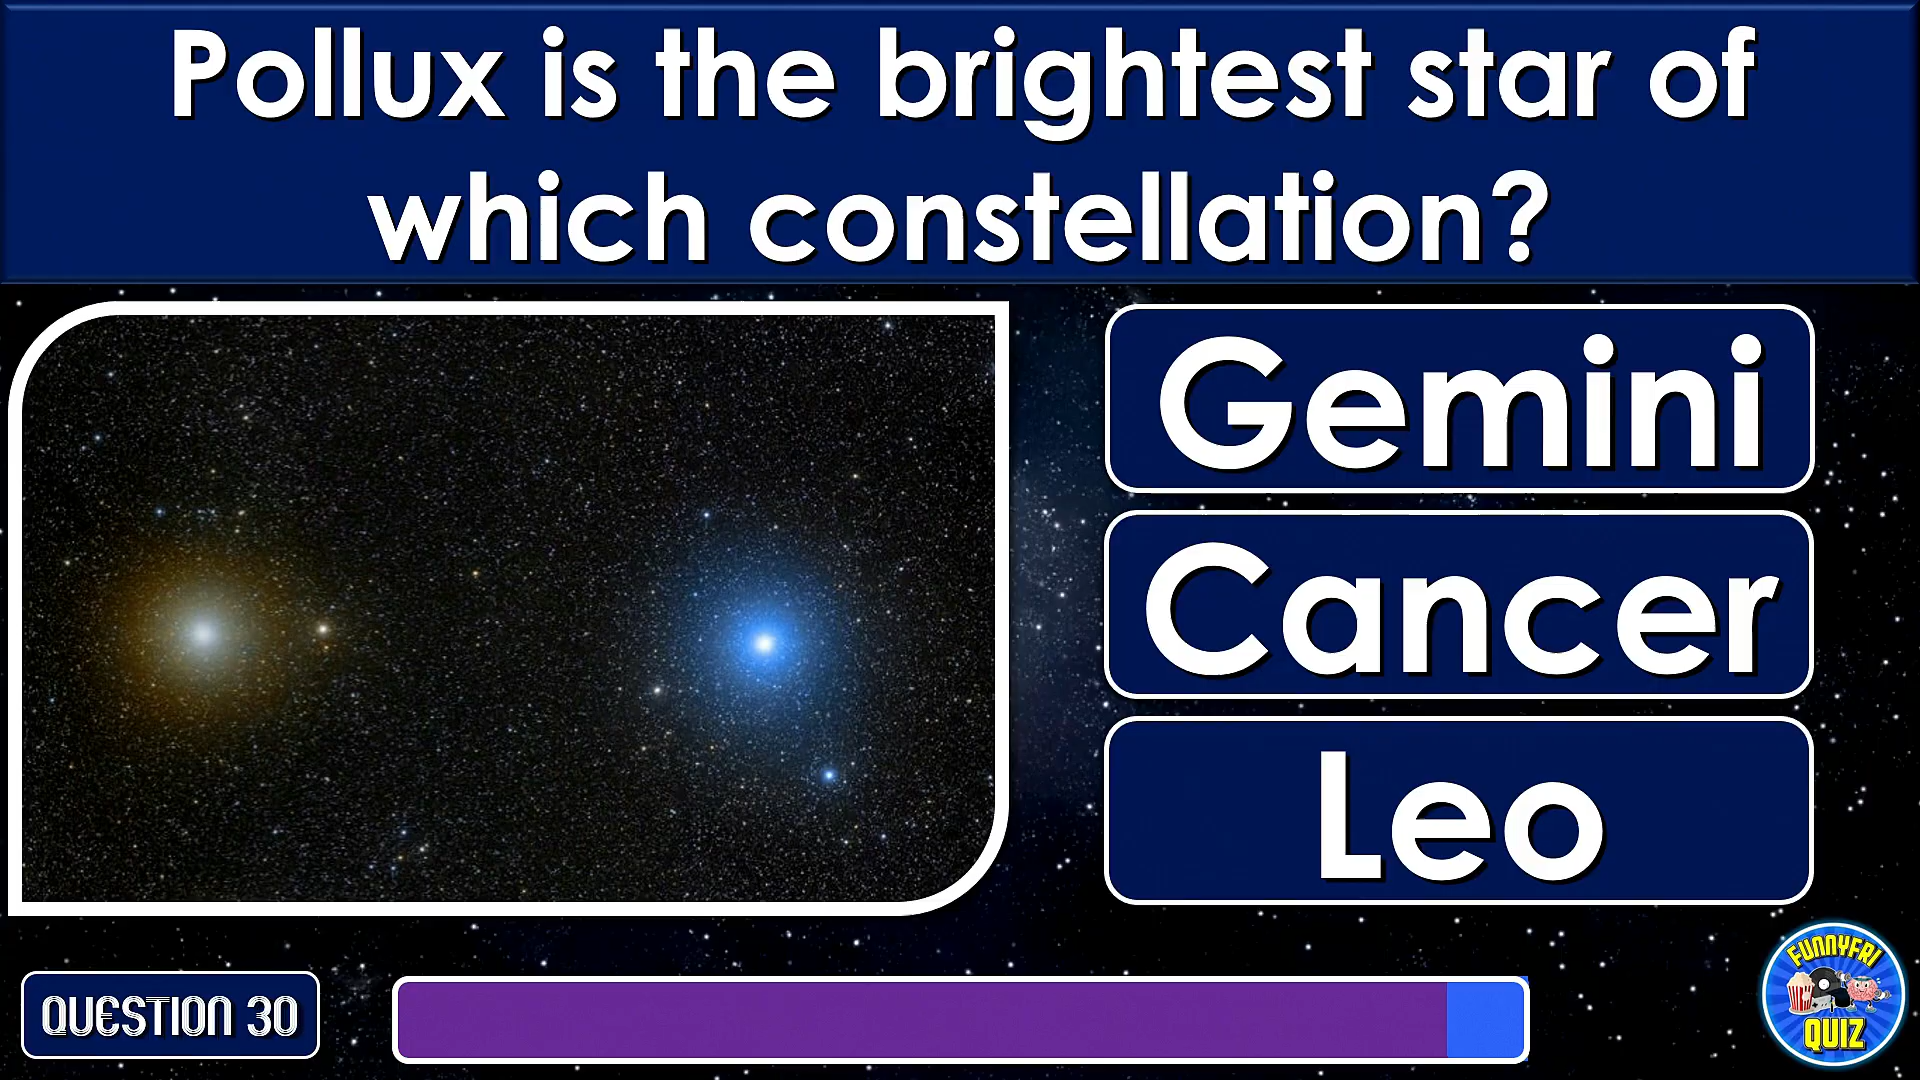 Pollux is the brightest star of
which constellation?
Gemini
Cancer
Leo
QUESTION 30
FUNNYFRI
QUIZ